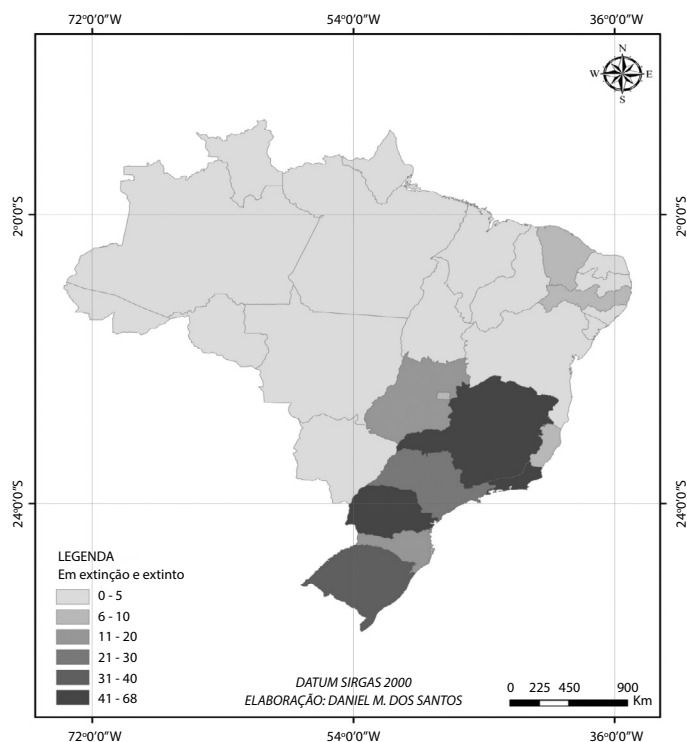 72°0'0"W 54°0'0"W 36°0'0"W
N
W E
S
2°0'0"S 2°0'0"S
24°0'0"S 24°0'0"S
LEGENDA
Em extinção e extinto
0 - 5
6 - 10
11 - 20
21 - 30
31 - 40
41 - 68
DATUM SIRGAS 2000
ELABORAÇÃO: DANIEL M. DOS SANTOS
0 225 450 900
Km
72°0'0"W 54°0'0"W 36°0'0"W